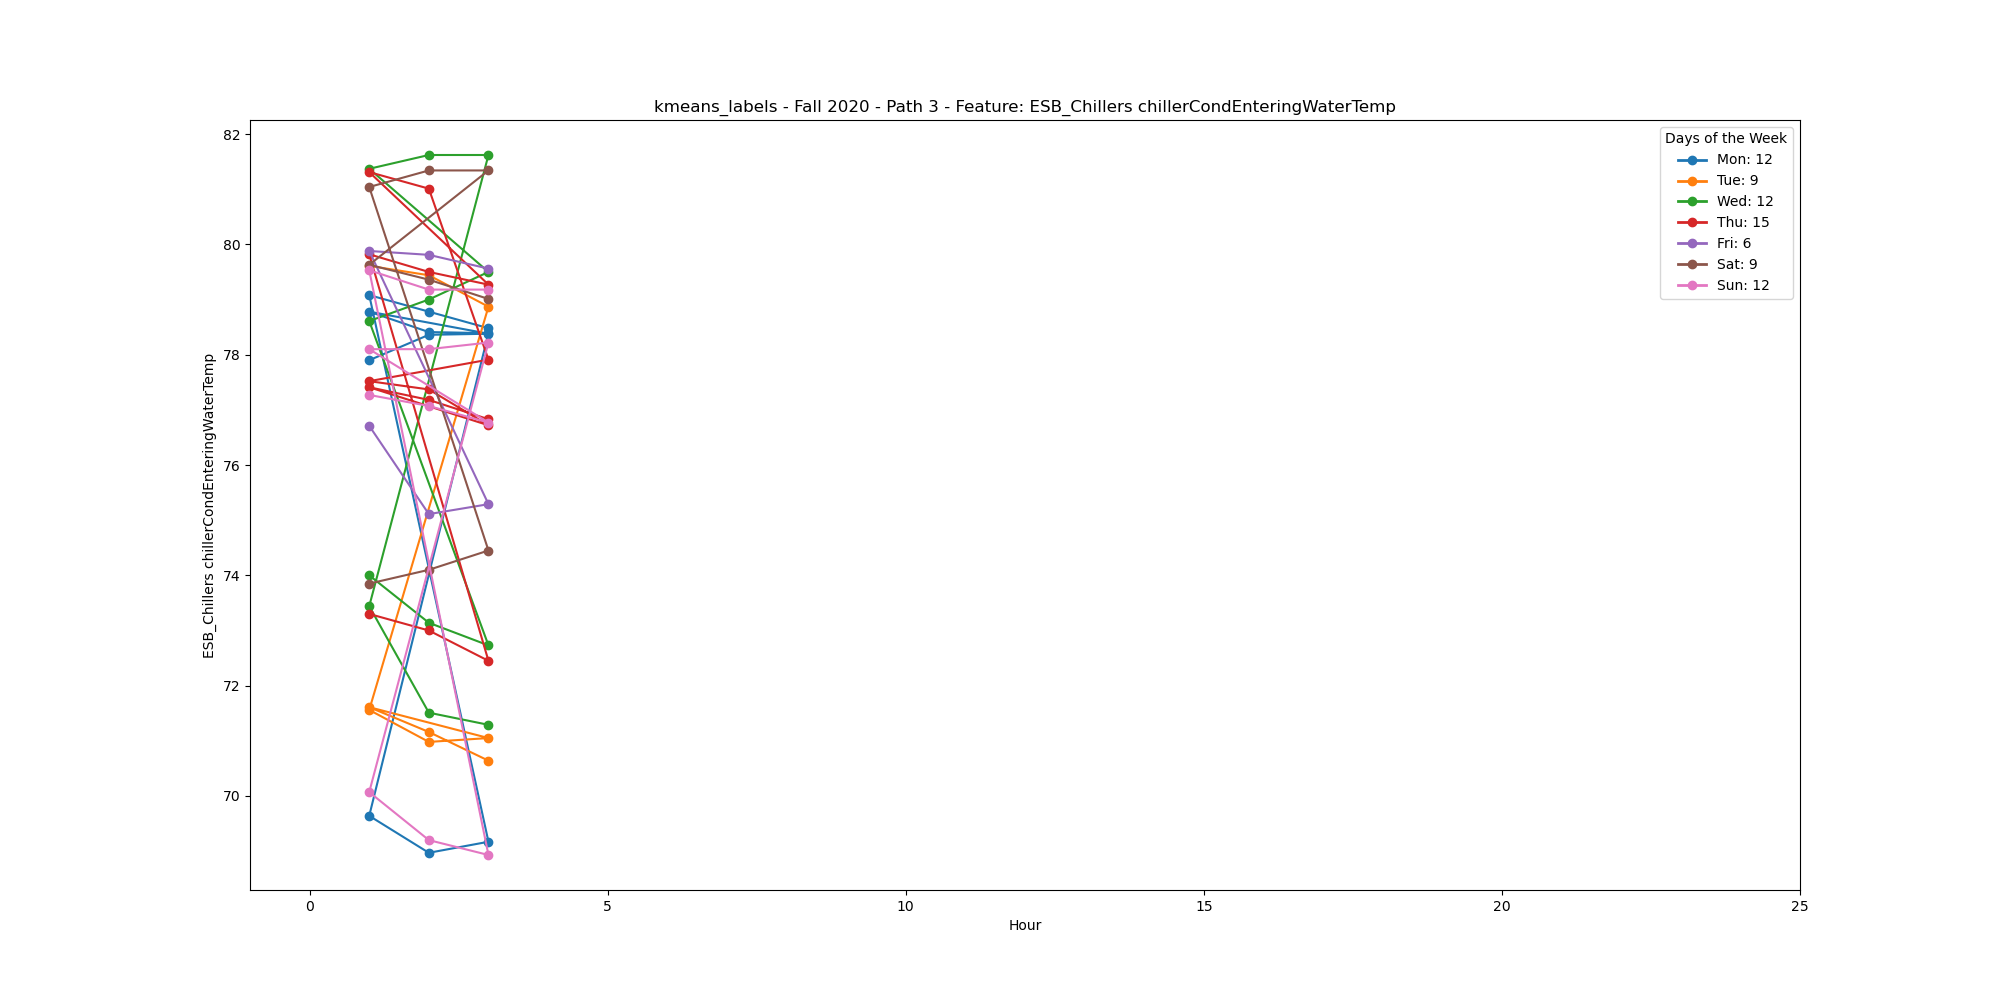 kmeans_labels - Fall 2020 - Path 3 - Feature: ESB_Chillers chillerCondEnteringWaterTemp
Days of the Week
Mon: 12
Tue: 9
Wed: 12
Thu: 15
Fri: 6
Sat: 9
Sun: 12
ESB_Chillers chillerCondEnteringWaterTemp
82
80
78
76
74
72
70
0
5
10
15
20
25
Hour